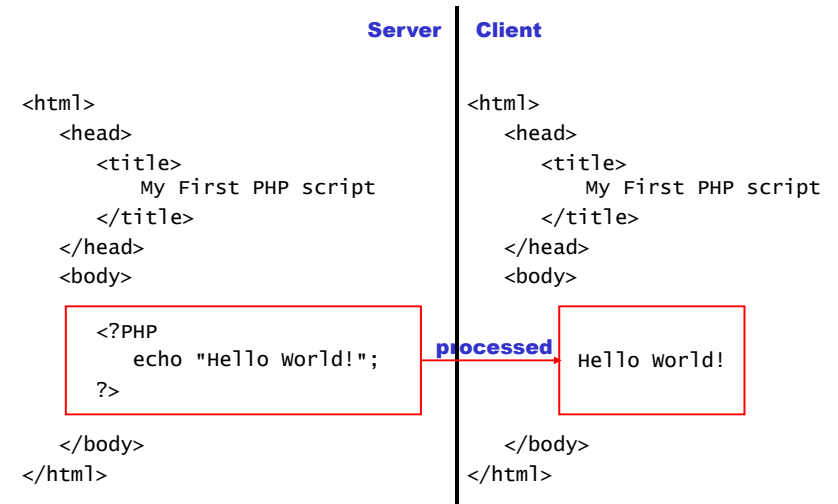 Server
<html>
<head>
<title>
My First PHP script
</title>
</head>
<body>
<?PHP
echo "Hello World!";
?>
</body>
</html>
processed
Client
<html>
<head>
<title>
My First PHP script
</title>
</head>
<body>
Hello World!
</body>
</html>